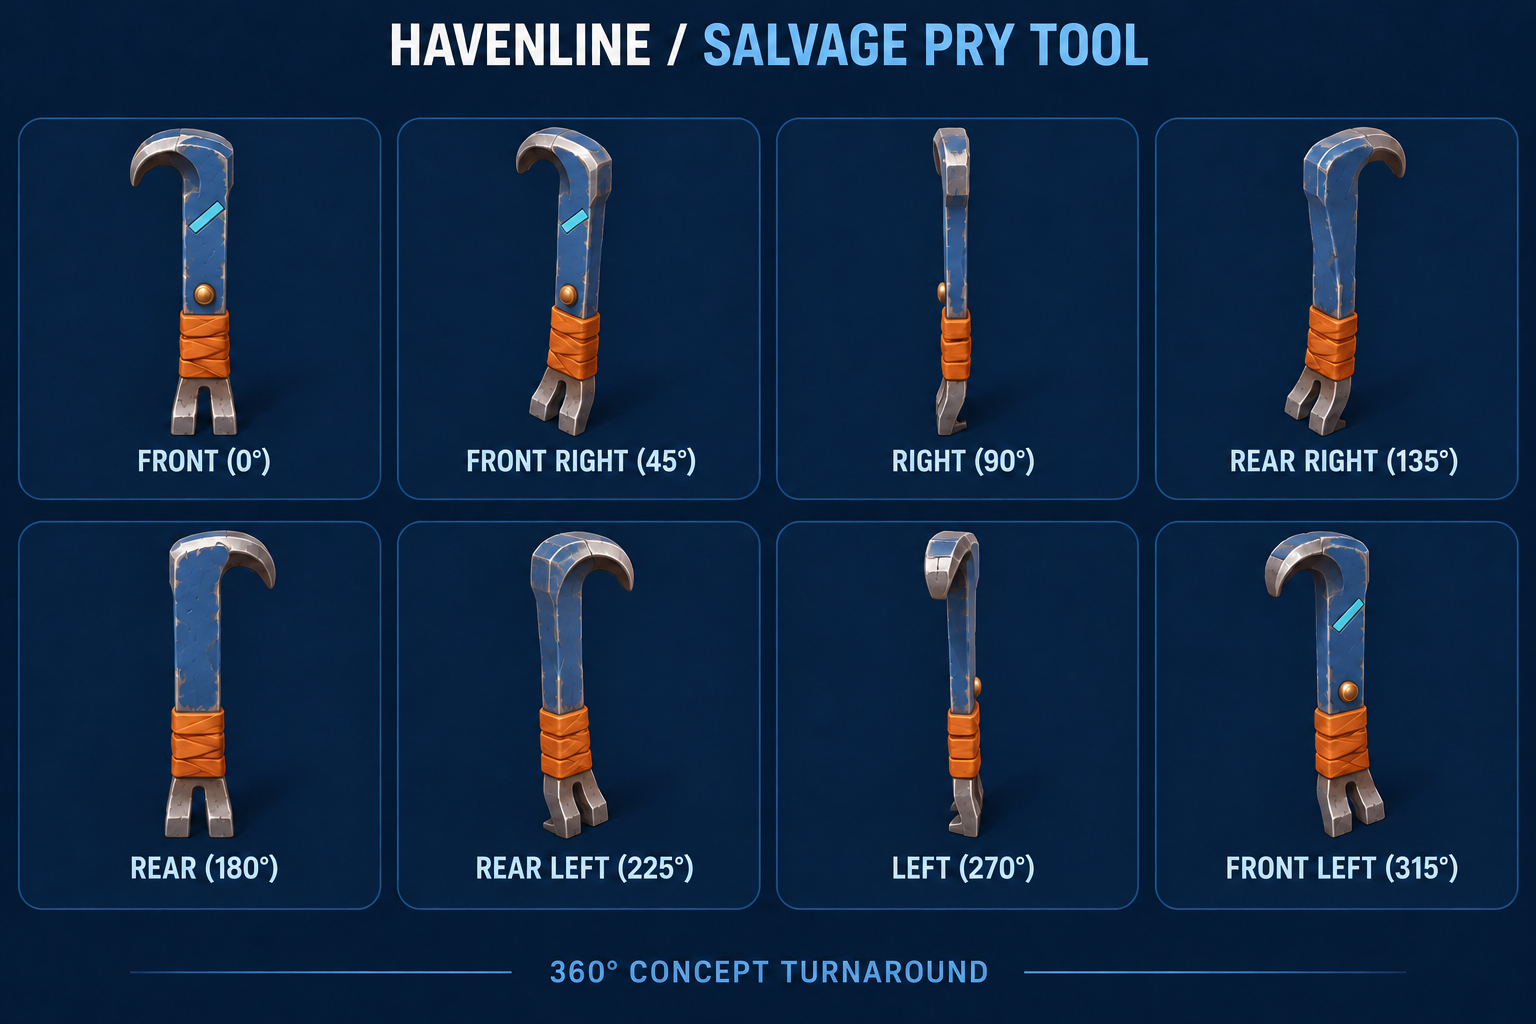 HAVENLINE / SALVAGE PRY TOOL
FRONT (0°)
FRONT RIGHT (45°)
RIGHT (90°)
REAR RIGHT (135°)
REAR (180°)
REAR LEFT (225°)
LEFT (270°)
FRONT LEFT (315°)
360° CONCEPT TURNAROUND